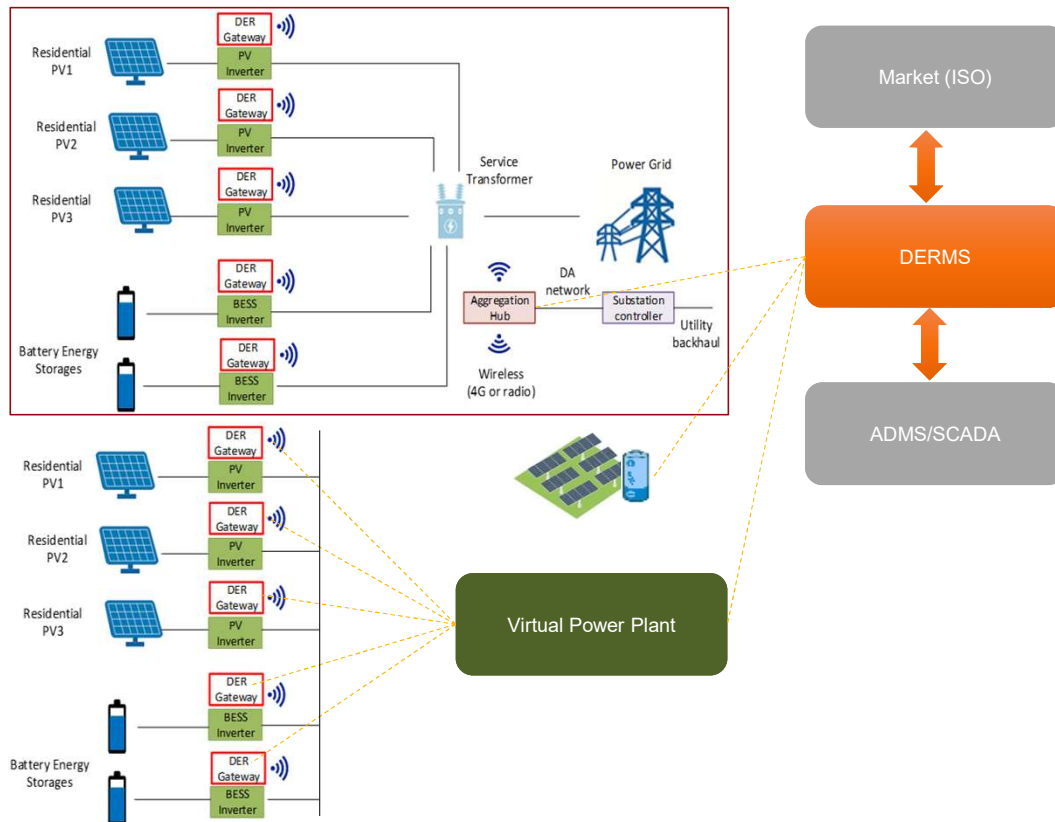 DER
Gateway
Residential
PV1
PV
Inverter
Market (ISO)
DER
Gateway
Residential
PV2
PV
Inverter
DER
Gateway
Service
Transformer
Power Grid
Residential
PV3
PV
Inverter
DERMS
DER
Gateway
BESS
Inverter
DA
network
Aggregation
Hub
Substation
controller
Utility
backhaul
Battery Energy
Storages
DER
Gateway
BESS
Inverter
Wireless
(4G or radio)
ADMS/SCADA
DER
Gateway
Residential
PV1
PV
Inverter
DER
Gateway
Residential
PV2
PV
Inverter
DER
Gateway
Residential
PV3
PV
Inverter
Virtual Power Plant
DER
Gateway
BESS
Inverter
Battery Energy
Storages
DER
Gateway
BESS
Inverter